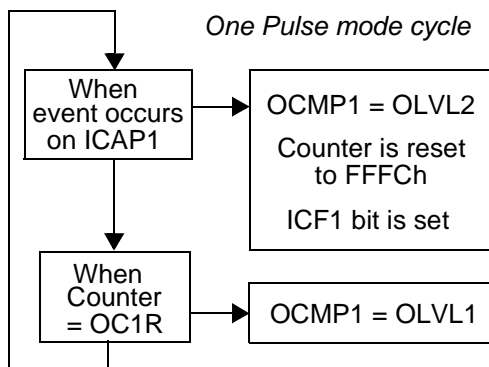 One Pulse mode cycle
When
event occurs
on ICAP1
OCMP1 = OLVL2
Counter is reset
to FFFCh
ICF1 bit is set
When
Counter
= OC1R
OCMP1 = OLVL1